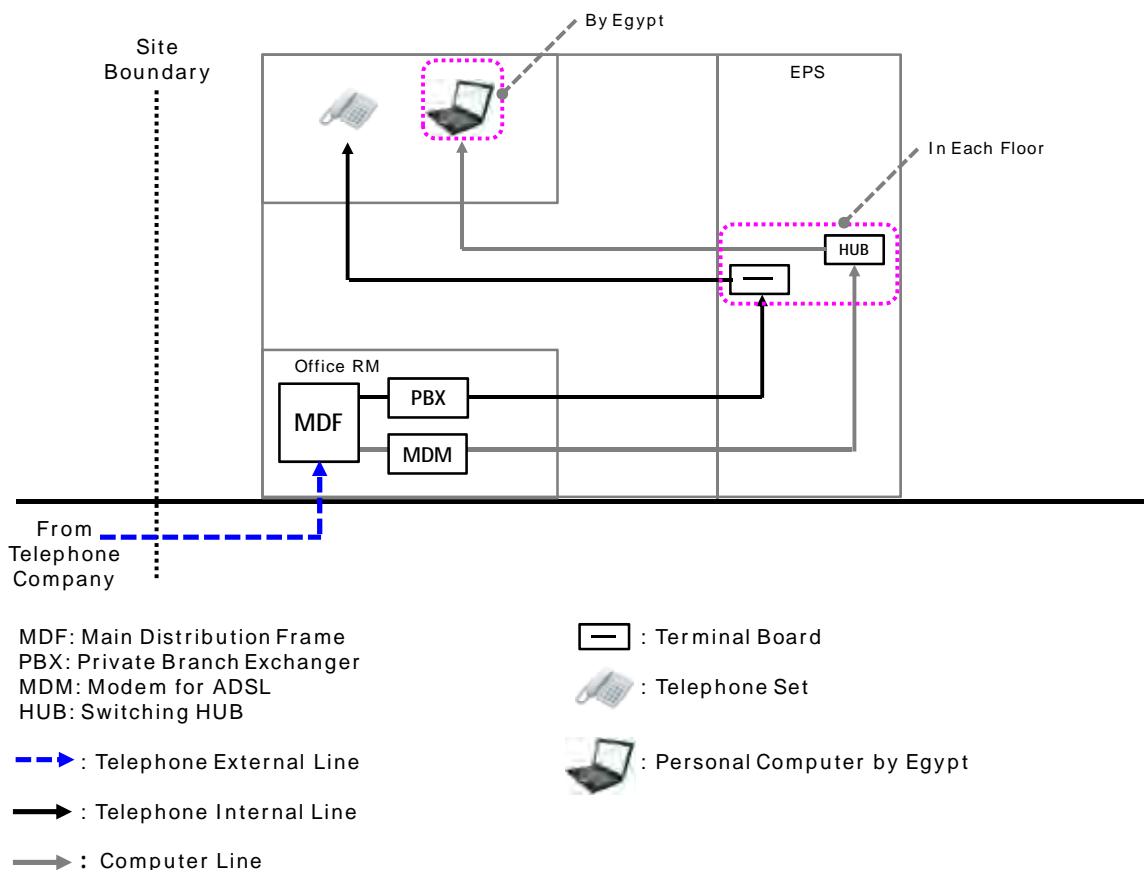 By Egypt
Site
Boundary
EPS
In Each Floor
HUB
Office RM
PBX
MDF
MDM
From
Telephone
Company
MDF: Main Distribution Frame
PBX: Private Branch Exchanger
MDM: Modem for ADSL
HUB: Switching HUB
: Telephone External Line
: Telephone Internal Line
: Computer Line
: Terminal Board
: Telephone Set
: Personal Computer by Egypt